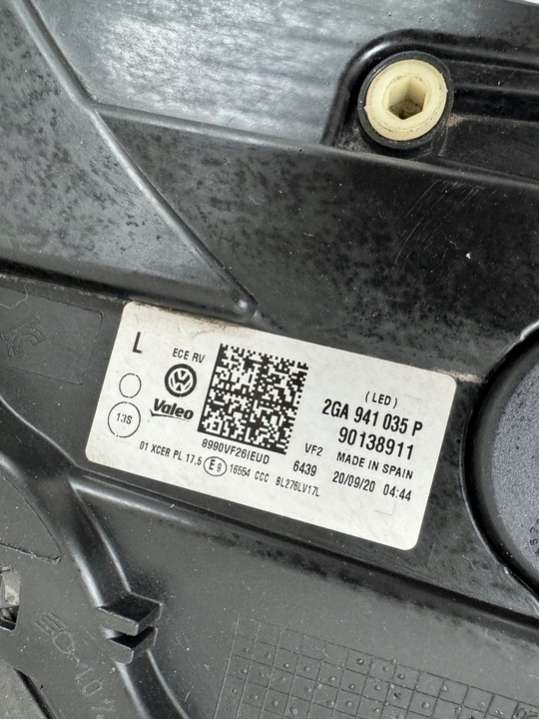 L
ECE RV
Valeo
13S
8990VF26IEUD
VF2
6439
01 XCER PL 17,5 E9 16554 CCC 8L276LV17L
(LED)
2GA 941 035 P
90138911
MADE IN SPAIN
20/09/20 04:44